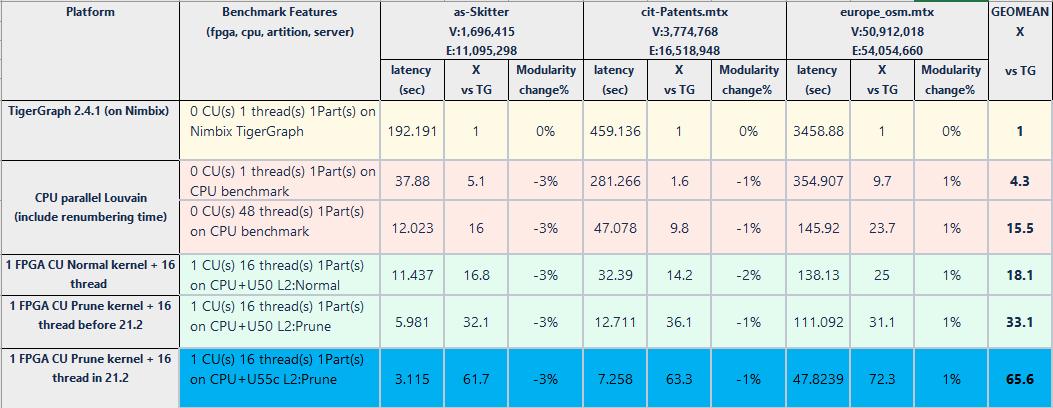 Platform
Benchmark Features
(fpga, cpu, artition, server)
as-Skitter
V:1,696,415
E:11,095,298
cit-Patents.mtx
V:3,774,768
E:16,518,948
europe_osm.mtx
V:50,912,018
E:54,054,660
GEOMEAN
X
vs TG
latency
(sec)
X
vs TG
Modularity
change%
latency
(sec)
X
vs TG
Modularity
change%
latency
(sec)
X
vs TG
Modularity
change%
TigerGraph 2.4.1 (on Nimbix)
0 CU(s) 1 thread(s) 1Part(s) on
Nimbix TigerGraph
192.191
1
0%
459.136
1
0%
3458.88
1
0%
1
CPU parallel Louvain
(include renumbering time)
0 CU(s) 1 thread(s) 1Part(s) on
CPU benchmark
37.88
5.1
-3%
281.266
1.6
-1%
354.907
9.7
1%
4.3
0 CU(s) 48 thread(s) 1Part(s)
on CPU benchmark
12.023
16
-3%
47.078
9.8
-1%
145.92
23.7
1%
15.5
1 FPGA CU Normal kernel + 16
thread
1 CU(s) 16 thread(s) 1Part(s)
on CPU+U50 L2:Normal
11.437
16.8
-3%
32.39
14.2
-2%
138.13
25
1%
18.1
1 FPGA CU Prune kernel + 16
thread before 21.2
1 CU(s) 16 thread(s) 1Part(s)
on CPU+U50 L2:Prune
5.981
32.1
-3%
12.711
36.1
-1%
111.092
31.1
1%
33.1
1 FPGA CU Prune kernel + 16
thread in 21.2
1 CU(s) 16 thread(s) 1Part(s)
on CPU+U55c L2:Prune
3.115
61.7
-3%
7.258
63.3
-1%
47.8239
72.3
1%
65.6